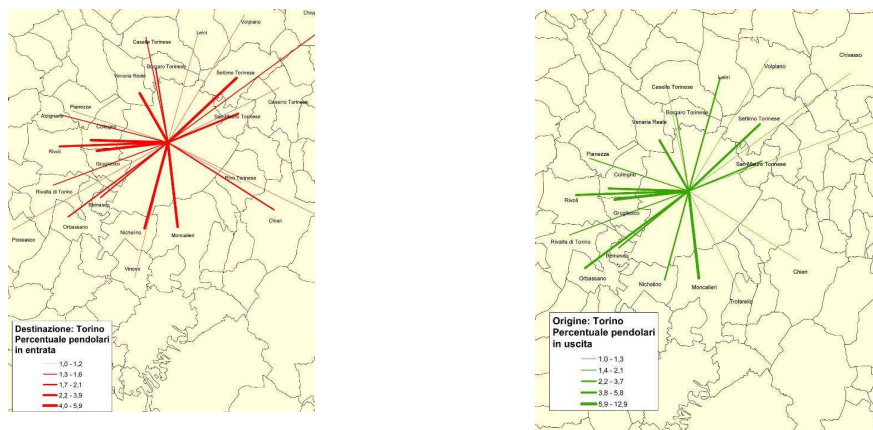 Chivasso
Volpiano
Leini
Caselle Torinese
Borgaro Torinese
Settimo Torinese
Venaria Reale
Gassino Torinese
Pianezza
San Mauro Torinese
Alpignano
Collegno
Rivoli
Grugliasco
Pino Torinese
Rivalta di Torino
Beinasco
Orbassano
Chieri
Piossasco
Nichelino
Moncalieri
Vinovo
Destinazione: Torino
Percentuale pendolari
in entrata
1,0 - 1,2
1,3 - 1,6
1,7 - 2,1
2,2 - 3,9
4,0 - 5,9
Chivasso
Volpiano
Leini
Caselle Torinese
Borgaro Torinese
Venaria Reale
Settimo Torinese
Pianezza
San Mauro Torinese
Collegno
Rivoli
Grugliasco
Rivalta di Torino
Beinasco
Chieri
Orbassano
Nichelino
Moncalieri
Trofarello
Origine: Torino
Percentuale pendolari
in uscita
1,0 - 1,3
1,4 - 2,1
2,2 - 3,7
3,8 - 5,8
5,9 - 12,9